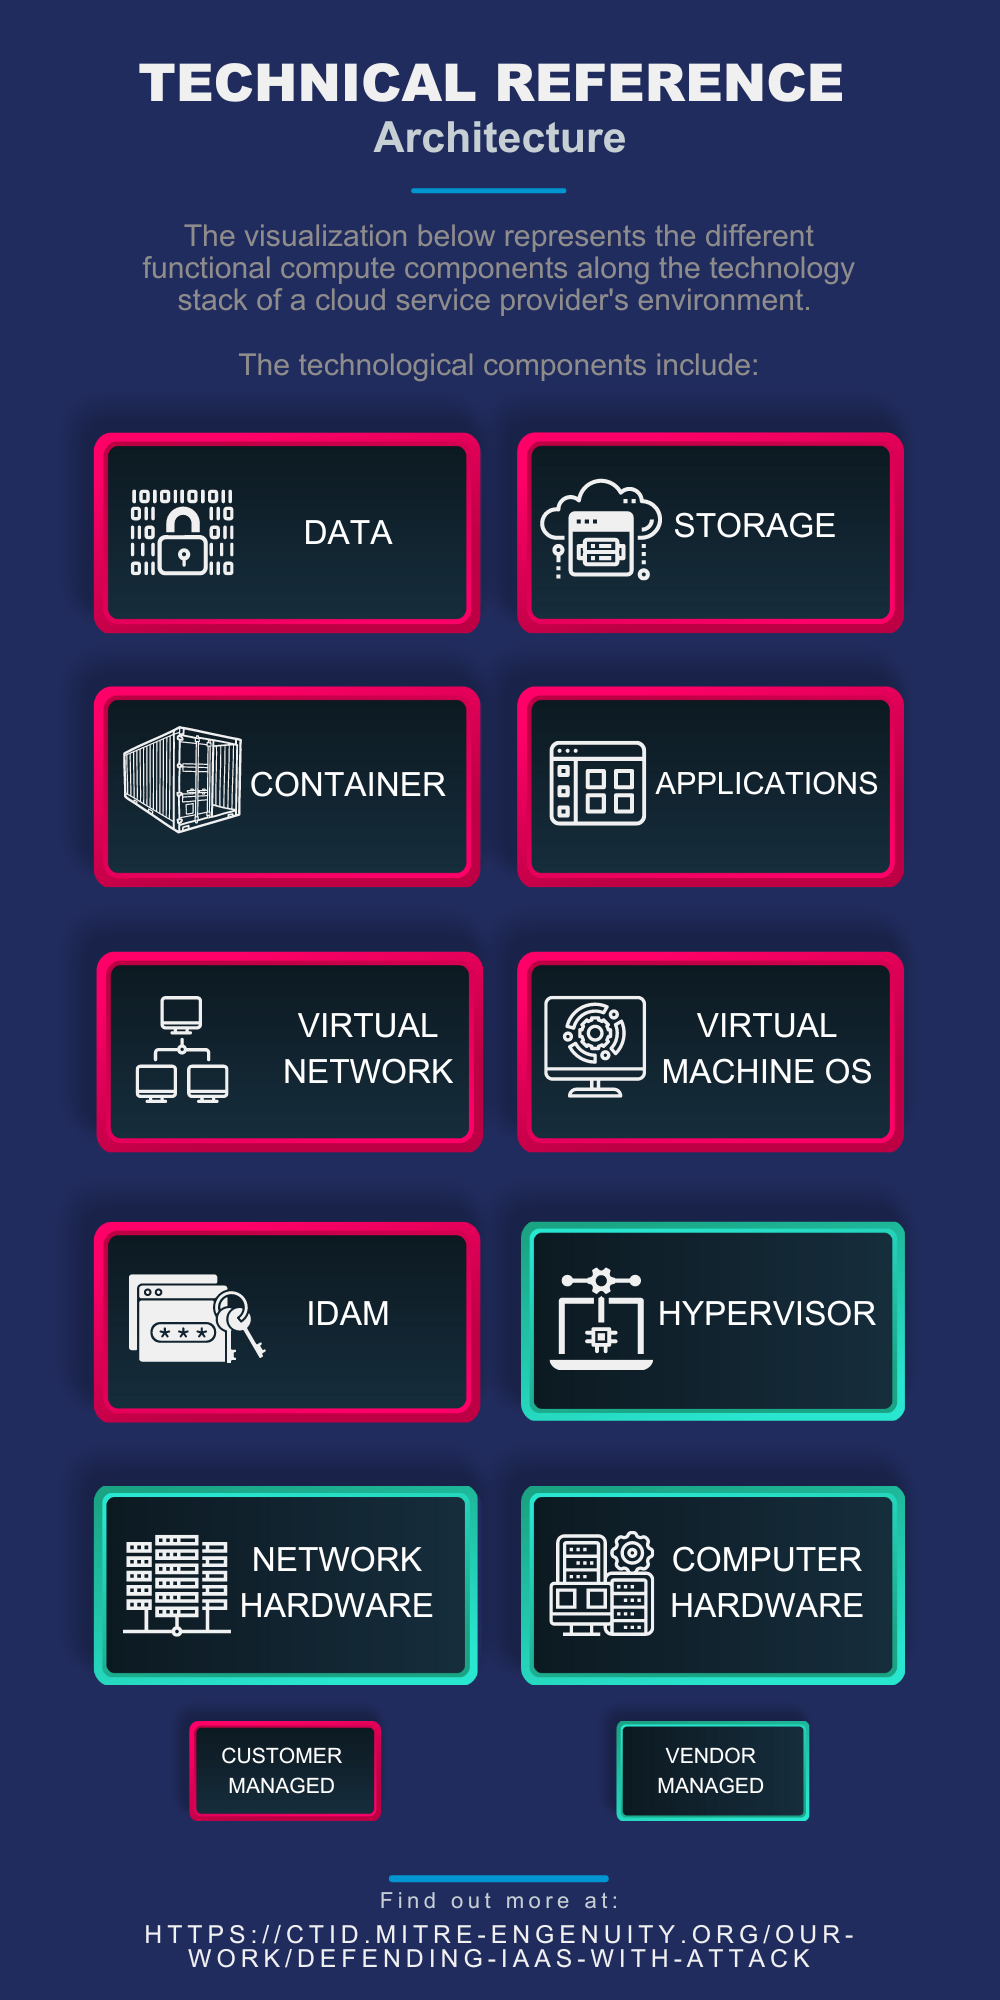 TECHNICAL REFERENCE
Architecture
The visualization below represents the different
functional compute components along the technology
stack of a cloud service provider's environment.
The technological components include:
DATA
STORAGE
CONTAINER
APPLICATIONS
VIRTUAL
NETWORK
VIRTUAL
MACHINE OS
IDAM
HYPERVISOR
NETWORK
HARDWARE
COMPUTER
HARDWARE
CUSTOMER
MANAGED
VENDOR
MANAGED
Find out more at:
HTTPS://CTID.MITRE-ENGENUITY.ORG/OUR-
WORK/DEFENDING-IAAS-WITH-ATTACK